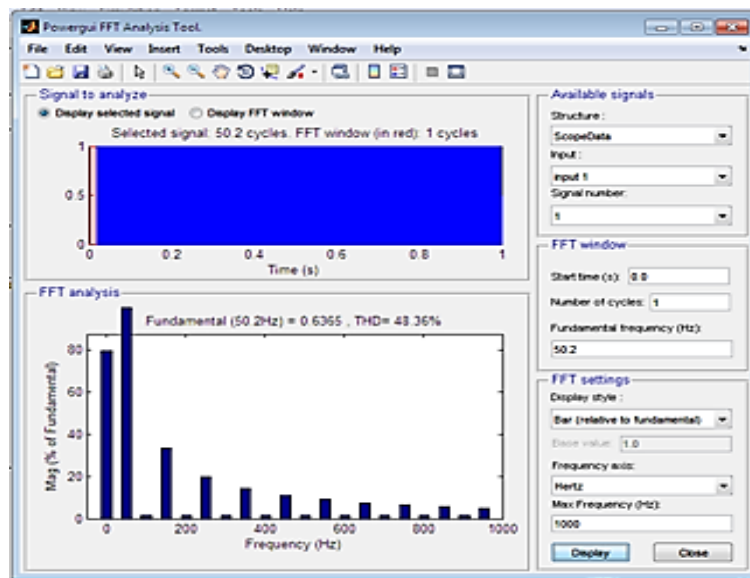 Powergui FFT Analysis Tool.
File Edit View Insert Tools Desktop Window Help
Signal to analyze
Display selected signal Display FFT window
Selected signal: 50.2 cycles. FFT window (in red): 1 cycles
1
0.5
0
0 0.2 0.4 0.6 0.8 1
Time (s)
FFT analysis
Fundamental (50.2Hz) = 0.6365 , THD= 48.36%
Mag (% of Fundamental)
80
60
40
20
0
0 200 400 600 800 1000
Frequency (Hz)
Available signals
Structure :
ScopeData
Input :
input 1
Signal number:
1
FFT window
Start time (s): 0.0
Number of cycles: 1
Fundamental frequency (Hz):
50.2
FFT settings
Display style :
Bar (relative to fundamental)
Base value: 1.0
Frequency axis:
Hertz
Max Frequency (Hz):
1000
Display Close